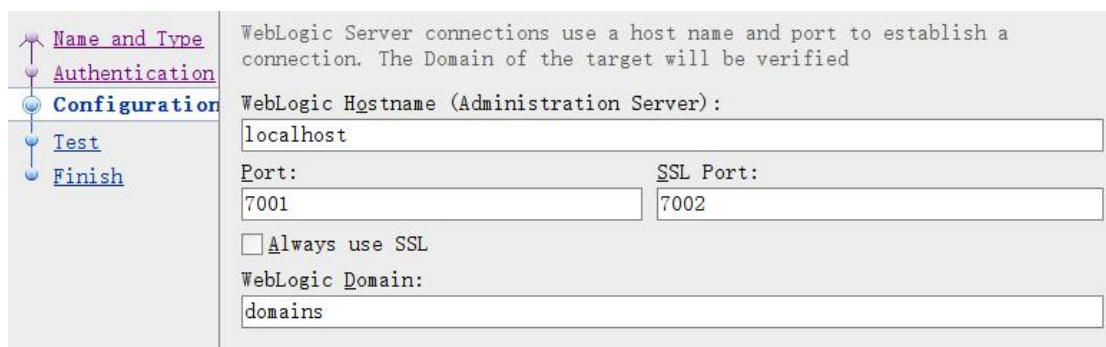 Name and Type
Authentication
Configuration
Test
Finish
WebLogic Server connections use a host name and port to establish a
connection. The Domain of the target will be verified
WebLogic Hostname (Administration Server):
localhost
Port:
SSL Port:
7001
7002
Always use SSL
WebLogic Domain:
domains